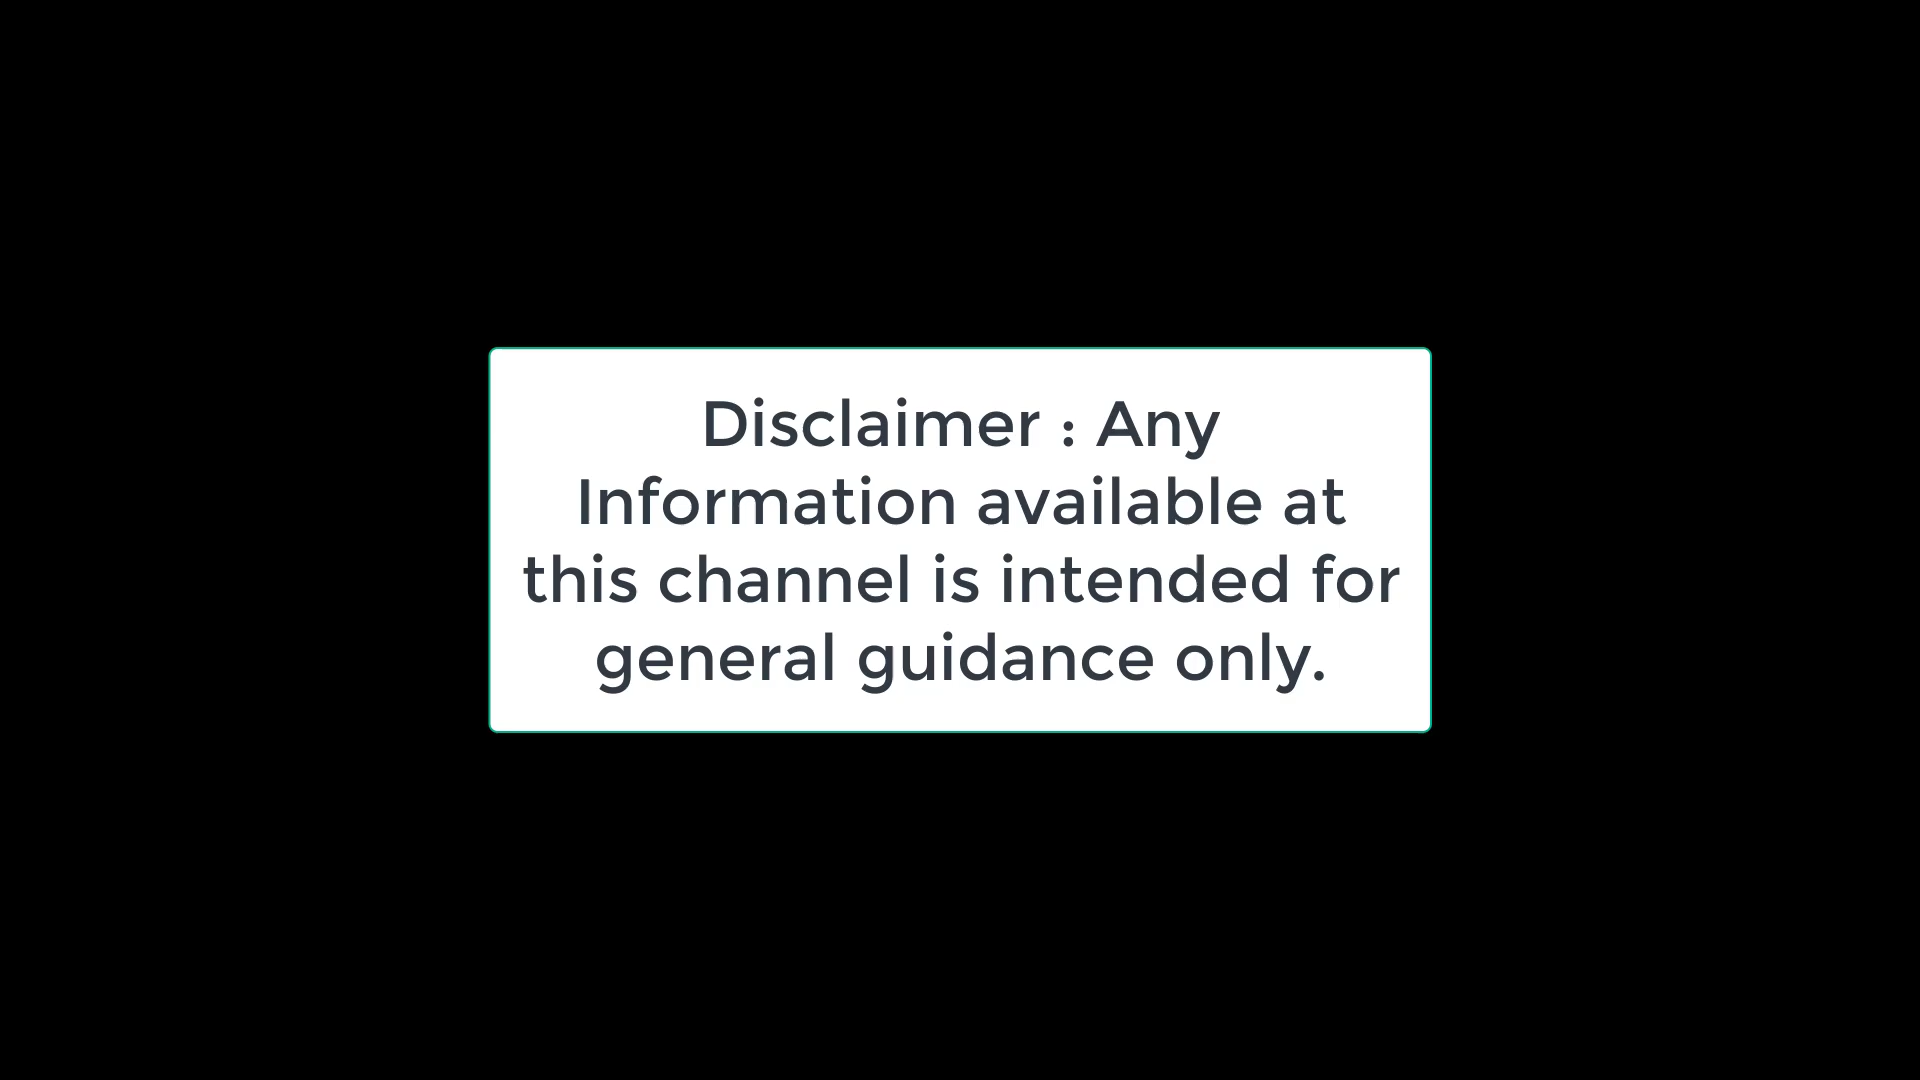 Disclaimer : Any
Information available at
this channel is intended for
general guidance only.